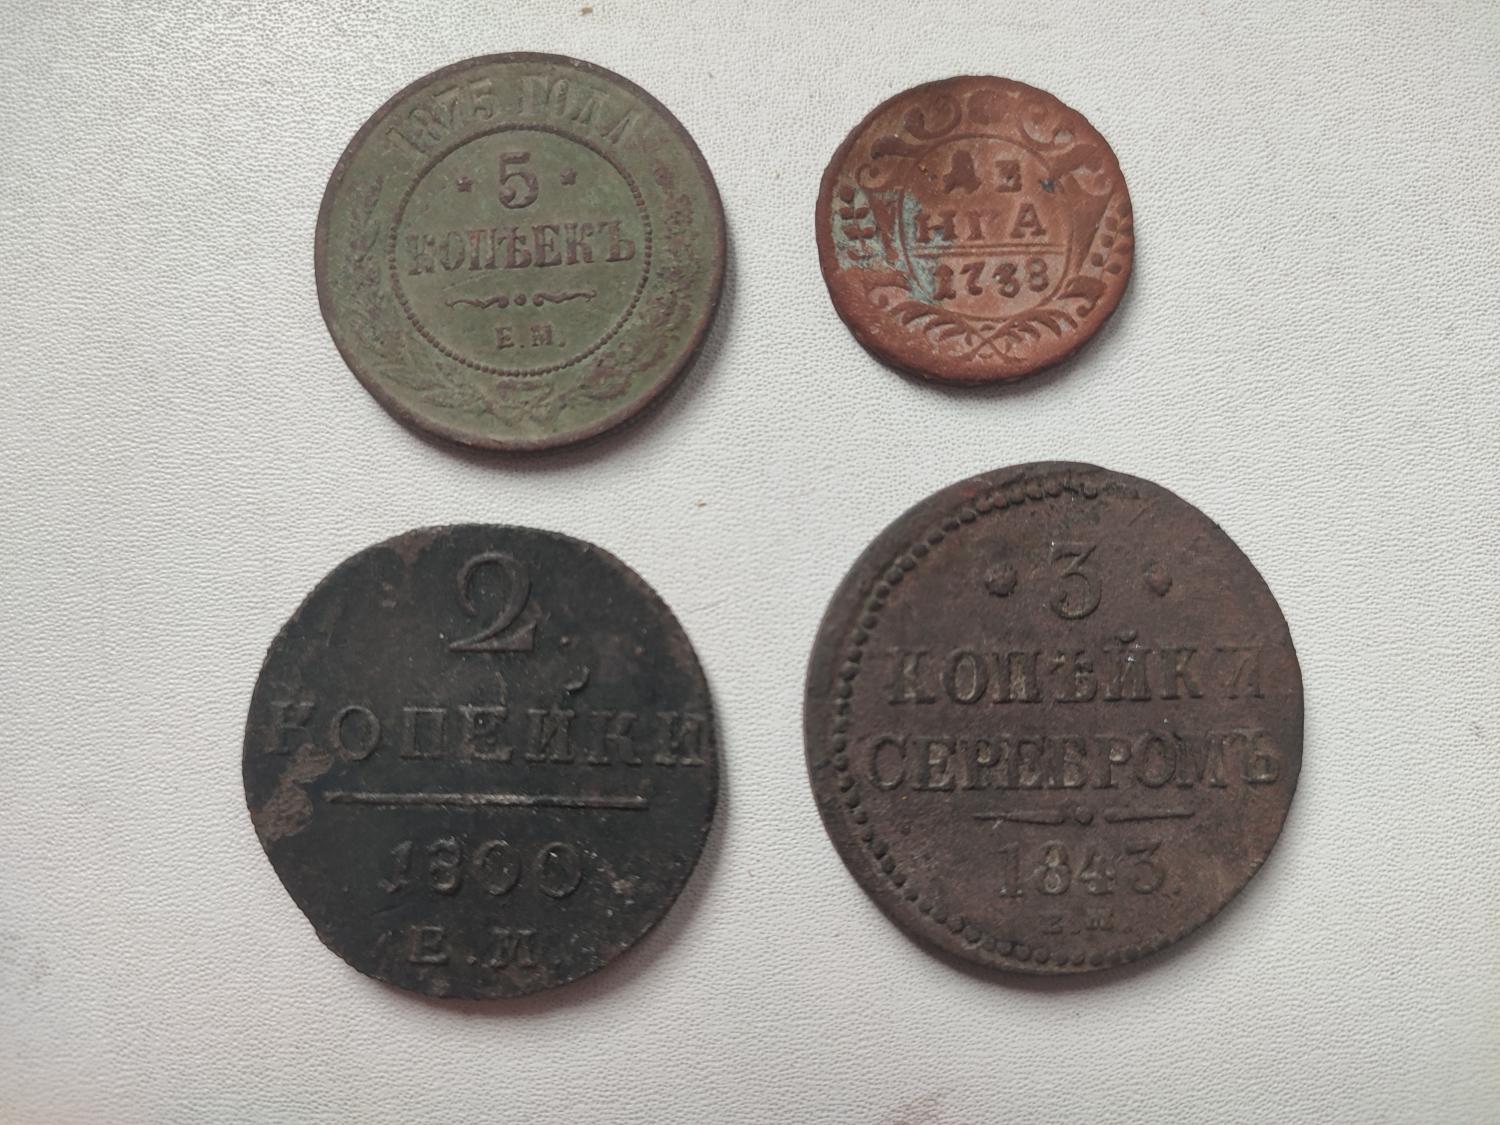 1875 ГОДА
5
КОПѢЕКЪ
Е.М.
ДЕ
НГА
1738
2
КОПЕЙКИ
1800
Е.М.
3
КОПѢЙКИ
СЕРЕБРОМЪ
1843.
Е.М.